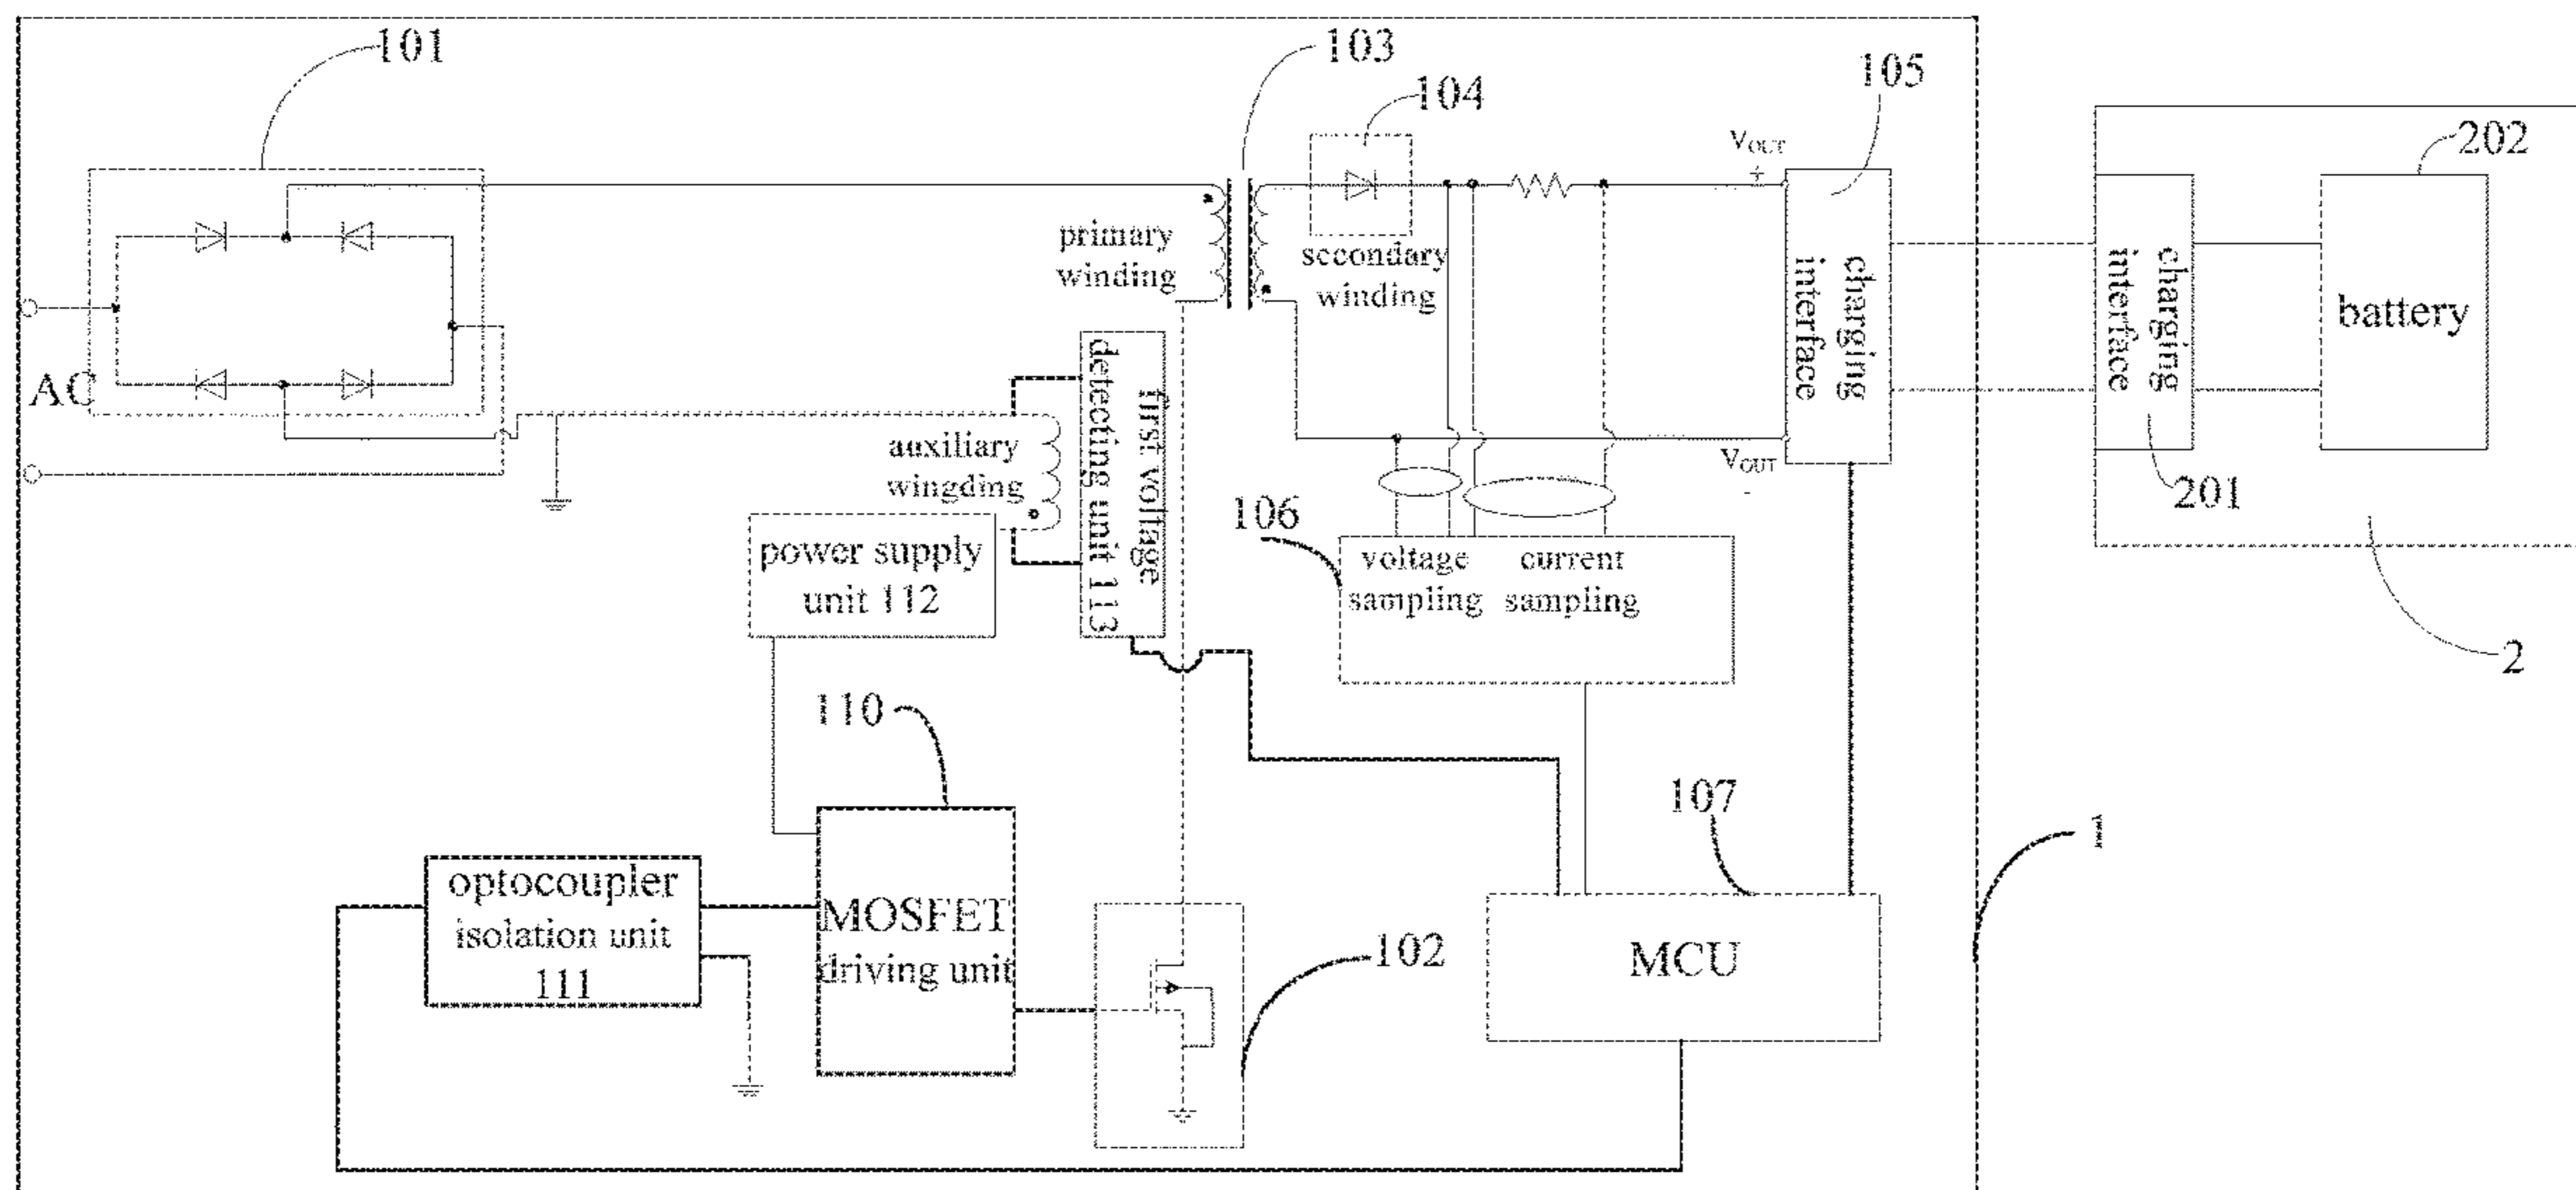 101
103
104
105
V_OUT
+
202
primary
winding
secondary
winding
charging
interface
charging
interface
battery
AC
first voltage
detecting unit 113
auxiliary
wingding
V_OUT
-
201
106
power supply
unit 112
voltage
sampling
current
sampling
2
110
107
1
optocoupler
isolation unit
111
MOSFET
driving unit
102
MCU